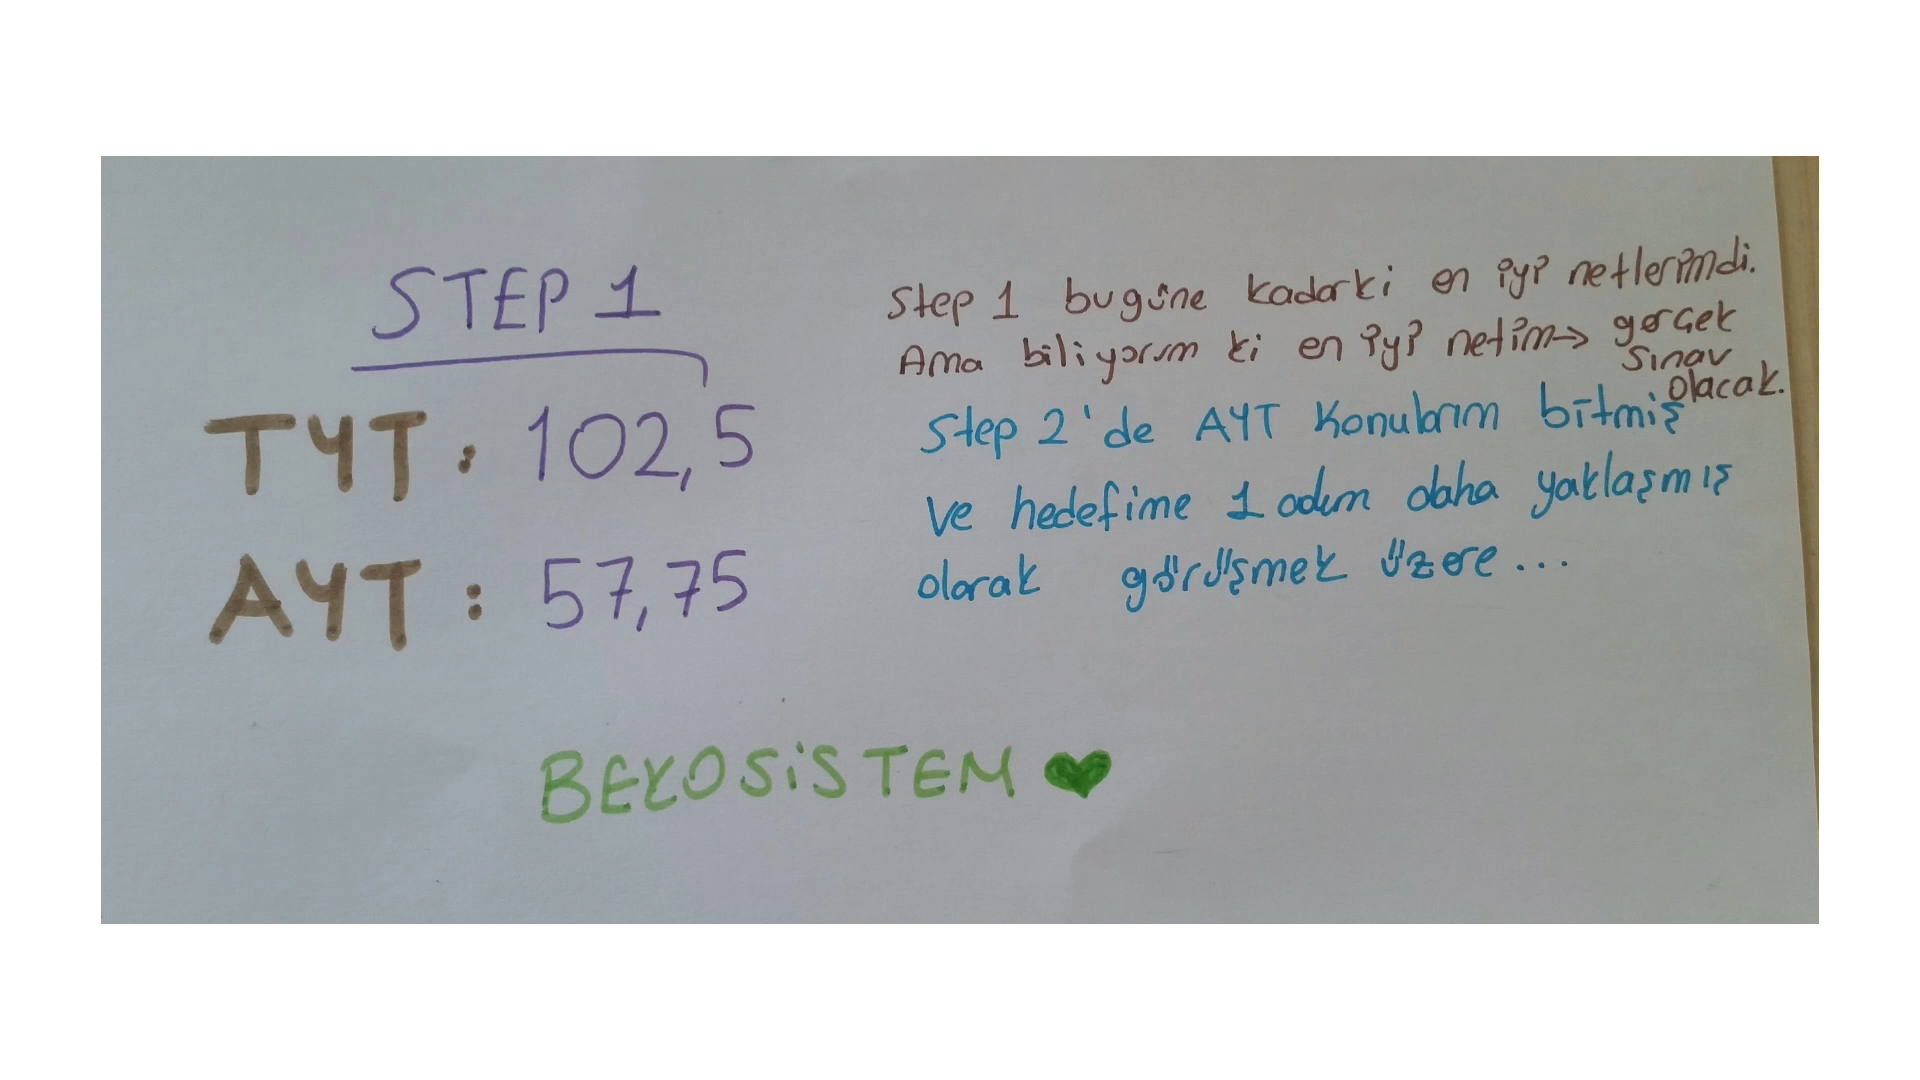 STEP 1
TYT : 102,5
AYT : 57,75
Step 1 bugüne kadarki en iyi netlerimdi.
Ama biliyorum ki en iyi netim→ gerçek
sınav
olacak.
Step 2'de AYT Konularım bitmiş
ve hedefime 1 adım daha yaklaşmış
olarak görüşmek üzere...
BEKOSİSTEM ♥